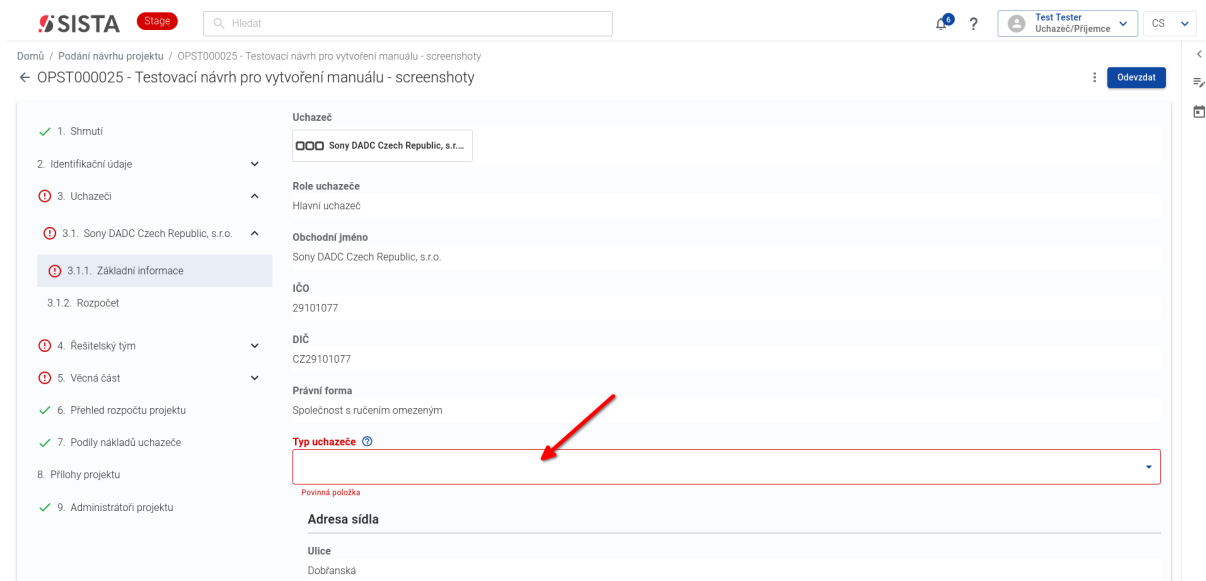 SISTA
Stage
Hledat
6
?
Test Tester
Uchazeč/Příjemce
CS
Domů / Podání návrhu projektu / OPST000025 - Testovací návrh pro vytvoření manuálu - screenshoty
OPST000025 - Testovací návrh pro vytvoření manuálu - screenshoty
Odevzdat
1. Shrnutí
2. Identifikační údaje
3. Uchazeči
3.1. Sony DADC Czech Republic, s.r.o.
3.1.1. Základní informace
3.1.2. Rozpočet
4. Řešitelský tým
5. Věcná část
6. Přehled rozpočtu projektu
7. Podíly nákladů uchazeče
8. Přílohy projektu
9. Administrátoři projektu
Uchazeč
Sony DADC Czech Republic, s.r....
Role uchazeče
Hlavní uchazeč
Obchodní jméno
Sony DADC Czech Republic, s.r.o.
IČO
29101077
DIČ
CZ29101077
Právní forma
Společnost s ručením omezeným
Typ uchazeče ?
Povinná položka
Adresa sídla
Ulice
Dobřanská